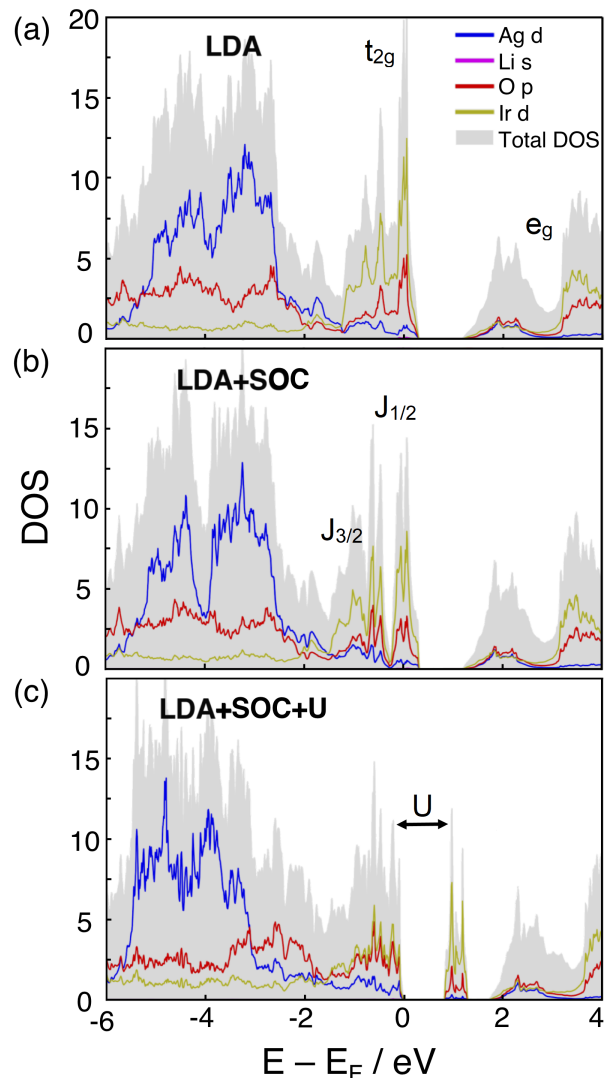 (a)
LDA
t2g
eg
Ag d
Li s
O p
Ir d
Total DOS
20
15
10
5
0
(b)
LDA+SOC
J1/2
J3/2
15
10
5
0
DOS
(c)
LDA+SOC+U
U
15
10
5
0
-6 -4 -2 0 2 4
E – EF / eV